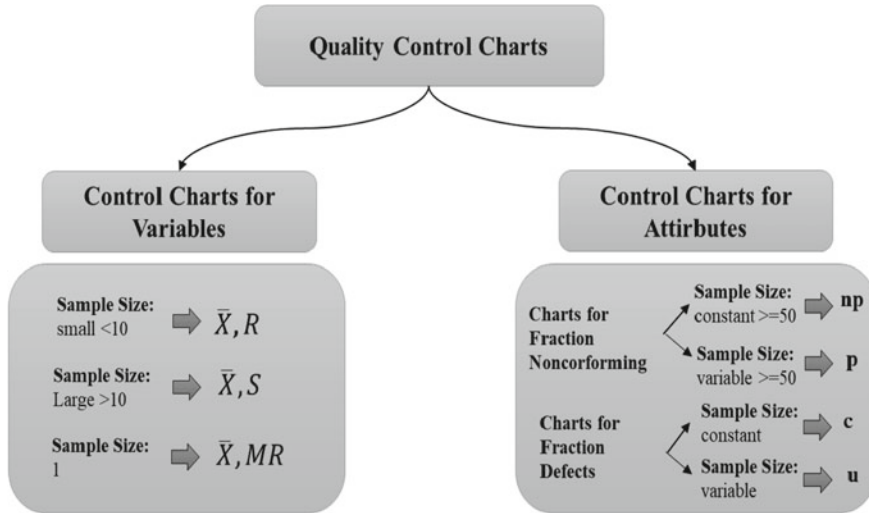 Quality Control Charts
Control Charts for
Variables
Control Charts for
Attirbutes
Sample Size:
small <10
X̄, R
Sample Size:
Large >10
X̄, S
Sample Size:
1
X̄, MR
Charts for
Fraction
Noncorforming
Sample Size:
constant >=50
np
Sample Size:
variable >=50
p
Charts for
Fraction
Defects
Sample Size:
constant
c
Sample Size:
variable
u